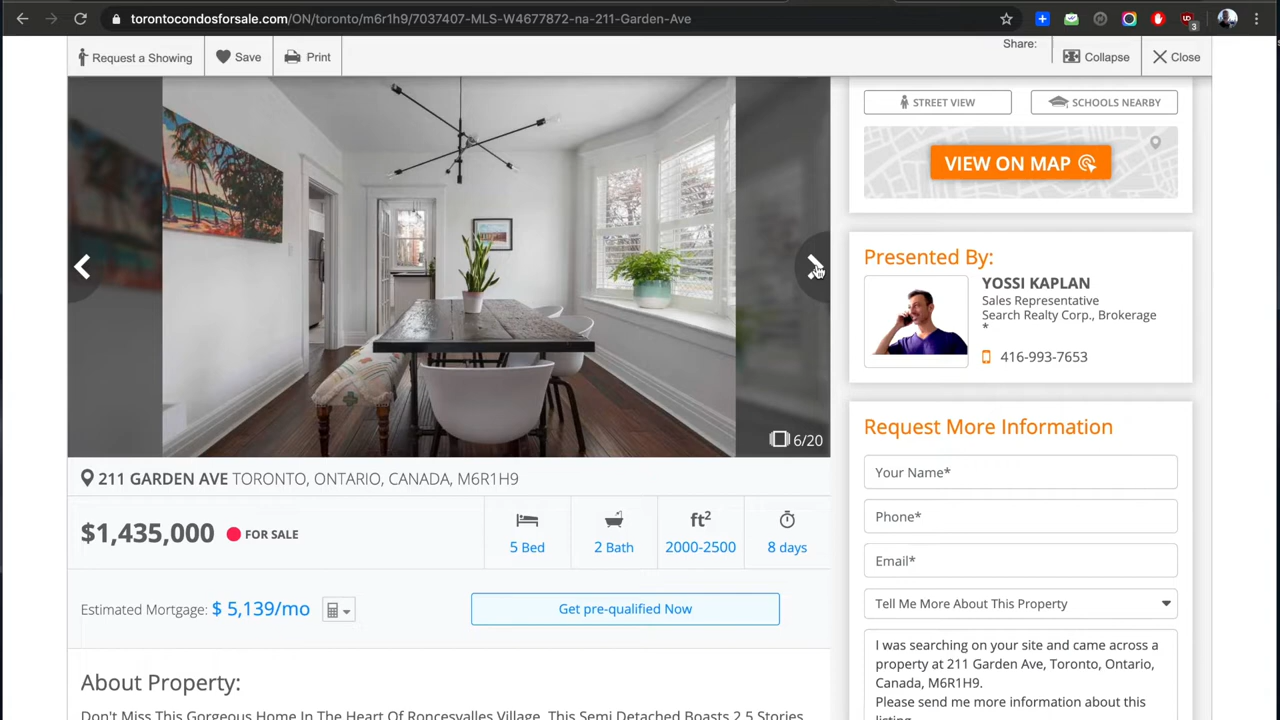 torontocondosforsale.com/ON/toronto/m6r1h9/7037407-MLS-W4677872-na-211-Garden-Ave
3
Request a Showing
Save
Print
Share:
Collapse
Close
6/20
211 GARDEN AVE TORONTO, ONTARIO, CANADA, M6R1H9
$1,435,000 FOR SALE
5 Bed
2 Bath
ft2
2000-2500
8 days
Estimated Mortgage: $ 5,139/mo
Get pre-qualified Now
About Property:
Don't Miss This Gorgeous Home In The Heart Of Roncesvalles Village. This Semi Detached Boasts 2.5 Stories
STREET VIEW
SCHOOLS NEARBY
VIEW ON MAP
Presented By:
YOSSI KAPLAN
Sales Representative
Search Realty Corp., Brokerage
*
416-993-7653
Request More Information
Your Name*
Phone*
Email*
Tell Me More About This Property
I was searching on your site and came across a
property at 211 Garden Ave, Toronto, Ontario,
Canada, M6R1H9.
Please send me more information about this
listing